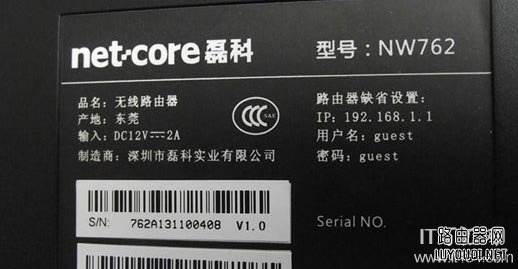 net-core 磊科
型号：NW762
品名：无线路由器
产地：东莞
输入：DC12V⎓2A
制造商：深圳市磊科实业有限公司
路由器缺省设置：
IP: 192.168.1.1
用户名：guest
密码：guest
S/N: 762A131100408 V1.0
Serial NO.
路由器网
www.luyouwang.net